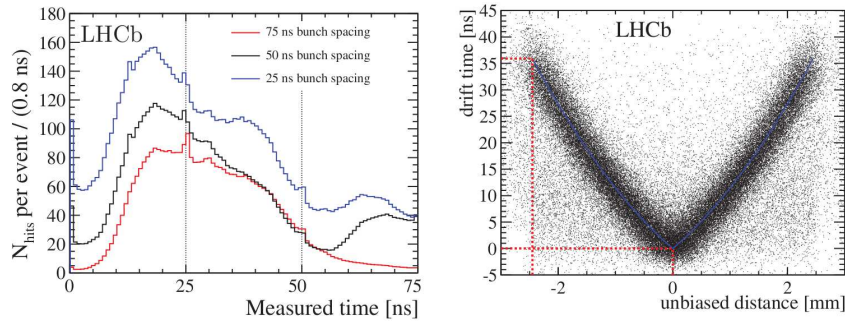 LHCb
75 ns bunch spacing
50 ns bunch spacing
25 ns bunch spacing
N_hits per event / (0.8 ns)
180
160
140
120
100
80
60
40
20
0
0 25 50 75
Measured time [ns]
LHCb
drift time [ns]
45
40
35
30
25
20
15
10
5
0
-5
-2 0 2
unbiased distance [mm]